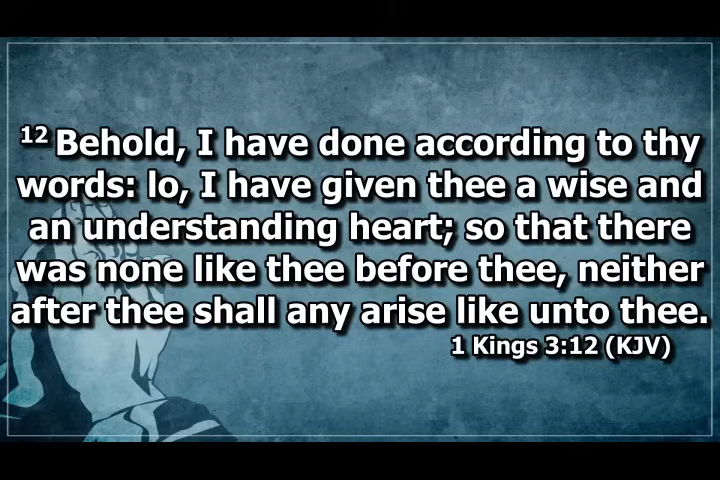 12 Behold, I have done according to thy
words: lo, I have given thee a wise and
an understanding heart; so that there
was none like thee before thee, neither
after thee shall any arise like unto thee.
1 Kings 3:12 (KJV)